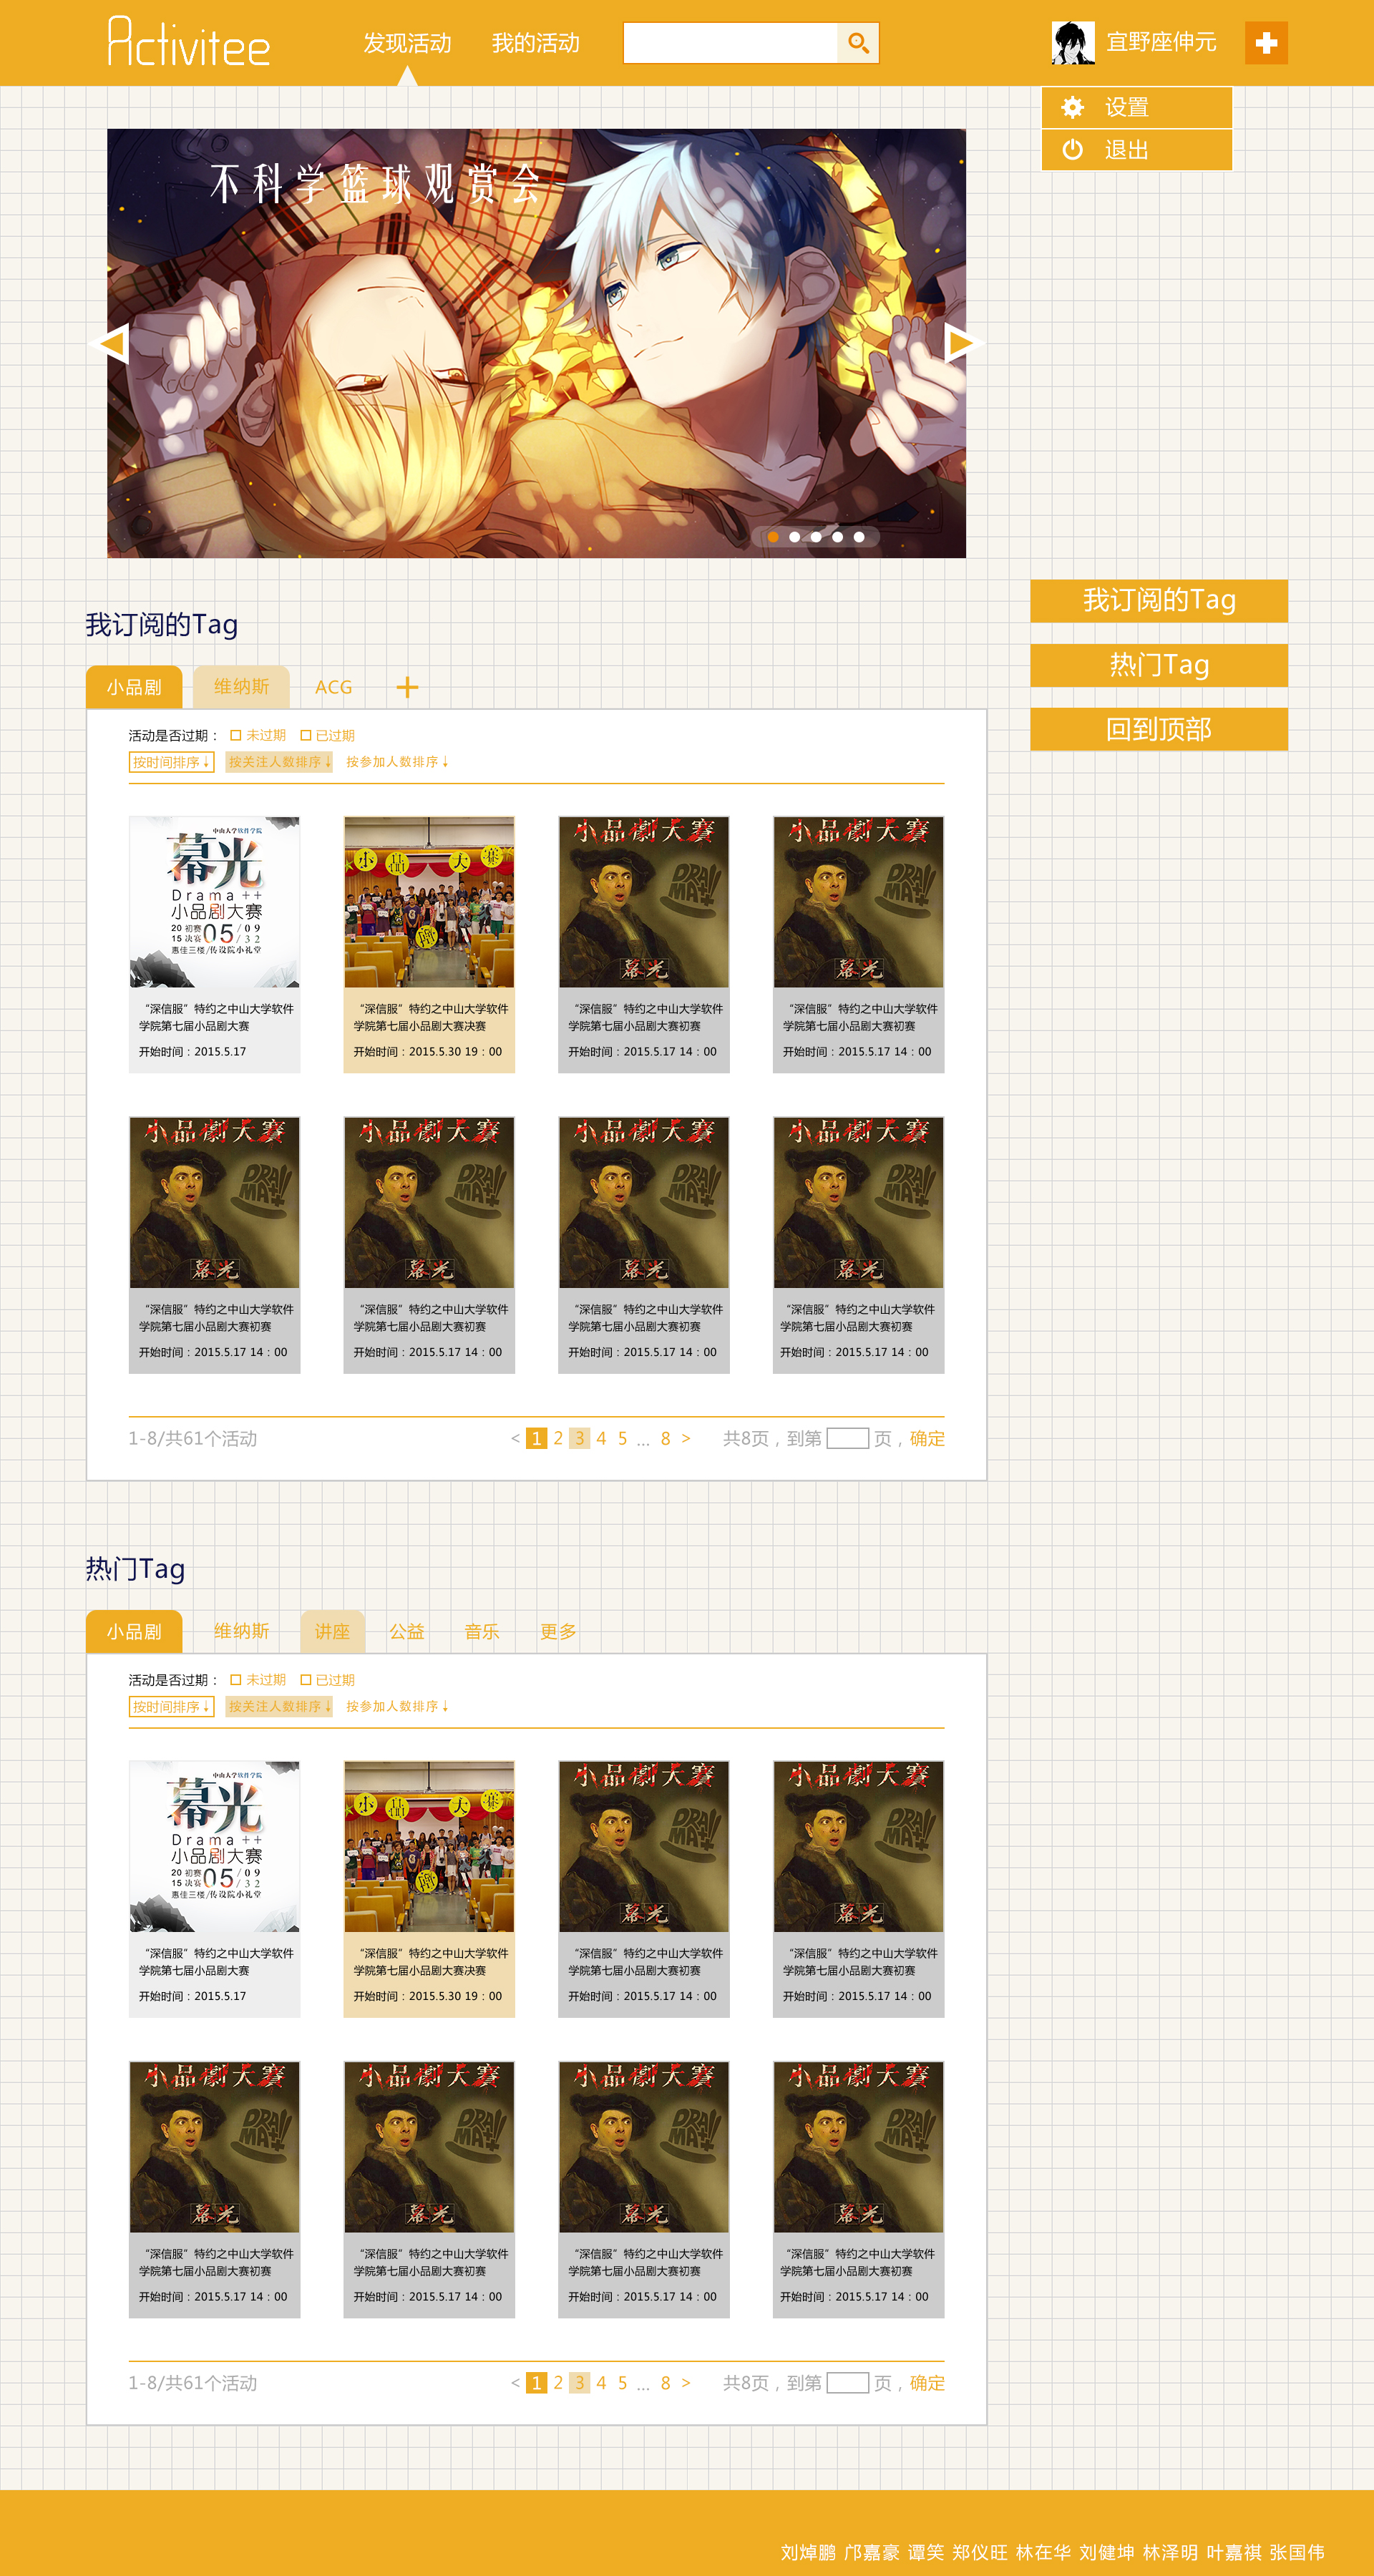 Activitee
发现活动
我的活动
宜野座伸元
设置
退出
不科学篮球观赏会
我订阅的Tag
热门Tag
回到顶部
我订阅的Tag
小品剧 维纳斯 ACG
活动是否过期： 未过期 已过期
按时间排序↓ 按关注人数排序↓ 按参加人数排序↓
中山大学软件学院
幕光
Drama ++
小品剧大赛
20 初赛 05/09
15 决赛 /32
惠佳三楼/传设院小礼堂
“深信服”特约之中山大学软件
学院第七届小品剧大赛
开始时间：2015.5.17
小品大赛
“深信服”特约之中山大学软件
学院第七届小品剧大赛决赛
开始时间：2015.5.30 19：00
小品劇大賽
DRAMA++
幕光
“深信服”特约之中山大学软件
学院第七届小品剧大赛初赛
开始时间：2015.5.17 14：00
小品劇大賽
DRAMA++
幕光
“深信服”特约之中山大学软件
学院第七届小品剧大赛初赛
开始时间：2015.5.17 14：00
小品劇大賽
DRAMA++
幕光
“深信服”特约之中山大学软件
学院第七届小品剧大赛初赛
开始时间：2015.5.17 14：00
小品劇大賽
DRAMA++
幕光
“深信服”特约之中山大学软件
学院第七届小品剧大赛初赛
开始时间：2015.5.17 14：00
小品劇大賽
DRAMA++
幕光
“深信服”特约之中山大学软件
学院第七届小品剧大赛初赛
开始时间：2015.5.17 14：00
小品劇大賽
DRAMA++
幕光
“深信服”特约之中山大学软件
学院第七届小品剧大赛初赛
开始时间：2015.5.17 14：00
1-8/共61个活动 < 1 2 3 4 5 ... 8 > 共8页，到第 页，确定
热门Tag
小品剧 维纳斯 讲座 公益 音乐 更多
活动是否过期： 未过期 已过期
按时间排序↓ 按关注人数排序↓ 按参加人数排序↓
中山大学软件学院
幕光
Drama ++
小品剧大赛
20 初赛 05/09
15 决赛 /32
惠佳三楼/传设院小礼堂
“深信服”特约之中山大学软件
学院第七届小品剧大赛
开始时间：2015.5.17
小品大赛
“深信服”特约之中山大学软件
学院第七届小品剧大赛决赛
开始时间：2015.5.30 19：00
小品劇大賽
DRAMA++
幕光
“深信服”特约之中山大学软件
学院第七届小品剧大赛初赛
开始时间：2015.5.17 14：00
小品劇大賽
DRAMA++
幕光
“深信服”特约之中山大学软件
学院第七届小品剧大赛初赛
开始时间：2015.5.17 14：00
小品劇大賽
DRAMA++
幕光
“深信服”特约之中山大学软件
学院第七届小品剧大赛初赛
开始时间：2015.5.17 14：00
小品劇大賽
DRAMA++
幕光
“深信服”特约之中山大学软件
学院第七届小品剧大赛初赛
开始时间：2015.5.17 14：00
小品劇大賽
DRAMA++
幕光
“深信服”特约之中山大学软件
学院第七届小品剧大赛初赛
开始时间：2015.5.17 14：00
小品劇大賽
DRAMA++
幕光
“深信服”特约之中山大学软件
学院第七届小品剧大赛初赛
开始时间：2015.5.17 14：00
1-8/共61个活动 < 1 2 3 4 5 ... 8 > 共8页，到第 页，确定
刘焯鹏 邝嘉豪 谭笑 郑仪旺 林在华 刘健坤 林泽明 叶嘉祺 张国伟